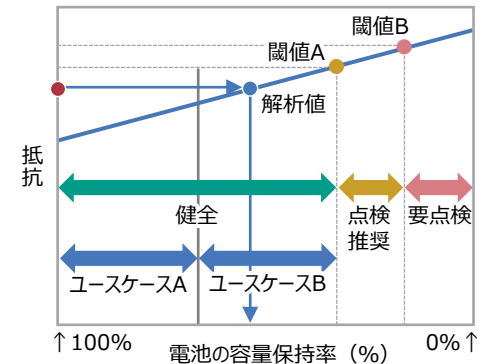 閾値B
閾値A
解析値
抵抗
健全
点検
推奨
要点検
ユースケースA
ユースケースB
↑100%
電池の容量保持率（%）
0%↑